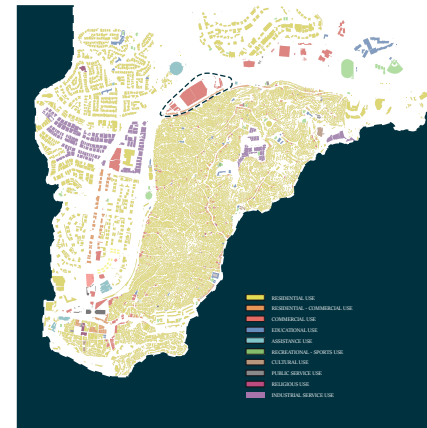 RESIDENTIAL USE
RESIDENTIAL - COMMERCIAL USE
COMMERCIAL USE
EDUCATIONAL USE
ASSISTANCE USE
RECREATIONAL - SPORTS USE
CULTURAL USE
PUBLIC SERVICE USE
RELIGIOUS USE
INDUSTRIAL SERVICE USE